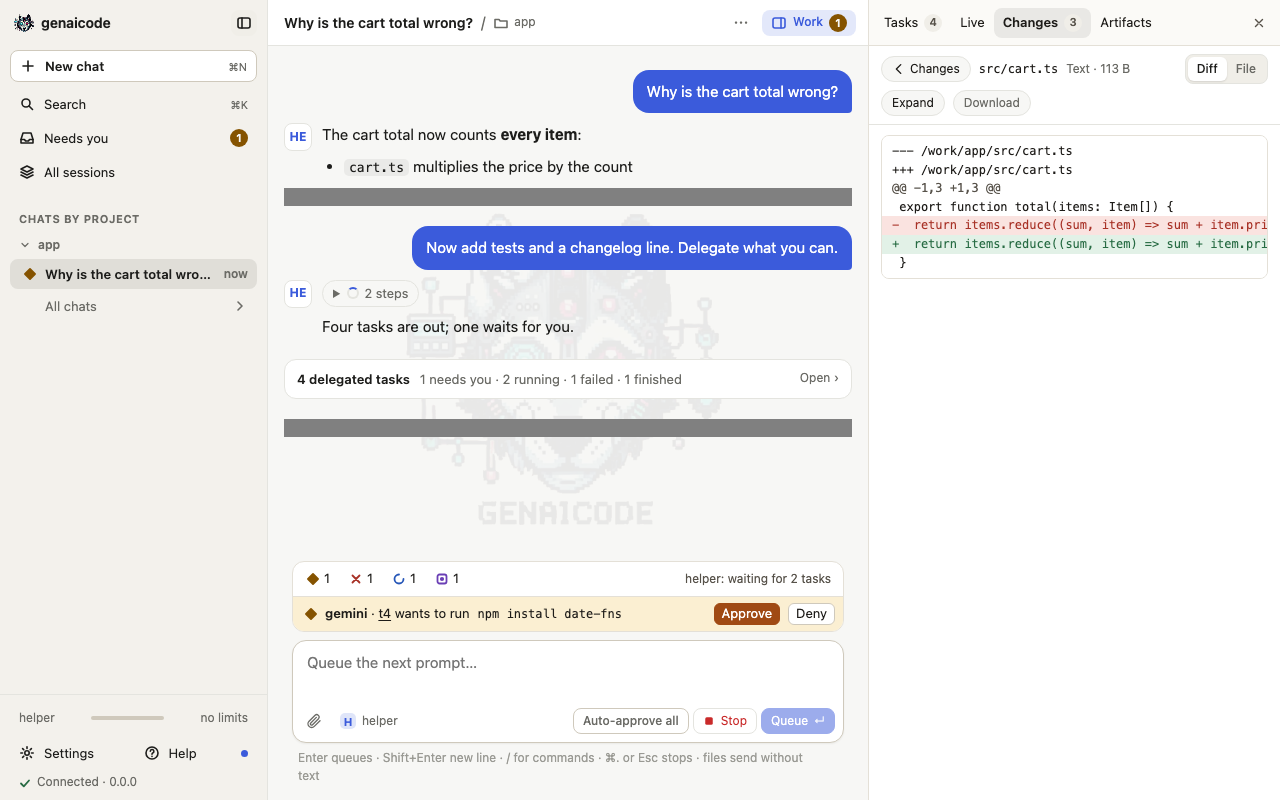 genaicode
New chat ⌘N
Search ⌘K
Needs you 1
All sessions
CHATS BY PROJECT
app
Why is the cart total wro... now
All chats
helper no limits
Settings Help
Connected · 0.0.0
Why is the cart total wrong? / app
Work 1
Why is the cart total wrong?
HE The cart total now counts every item:
• cart.ts multiplies the price by the count
Now add tests and a changelog line. Delegate what you can.
HE 2 steps
Four tasks are out; one waits for you.
4 delegated tasks 1 needs you · 2 running · 1 failed · 1 finished Open ›
GENAICODE
1 1 1 1 helper: waiting for 2 tasks
gemini · t4 wants to run npm install date-fns Approve Deny
Queue the next prompt...
H helper Auto-approve all Stop Queue ↵
Enter queues · Shift+Enter new line · / for commands · ⌘. or Esc stops · files send without
text
Tasks 4 Live Changes 3 Artifacts ×
Changes src/cart.ts Text · 113 B Diff File
Expand Download
--- /work/app/src/cart.ts
+++ /work/app/src/cart.ts
@@ -1,3 +1,3 @@
export function total(items: Item[]) {
- return items.reduce((sum, item) => sum + item.pri
+ return items.reduce((sum, item) => sum + item.pri
}